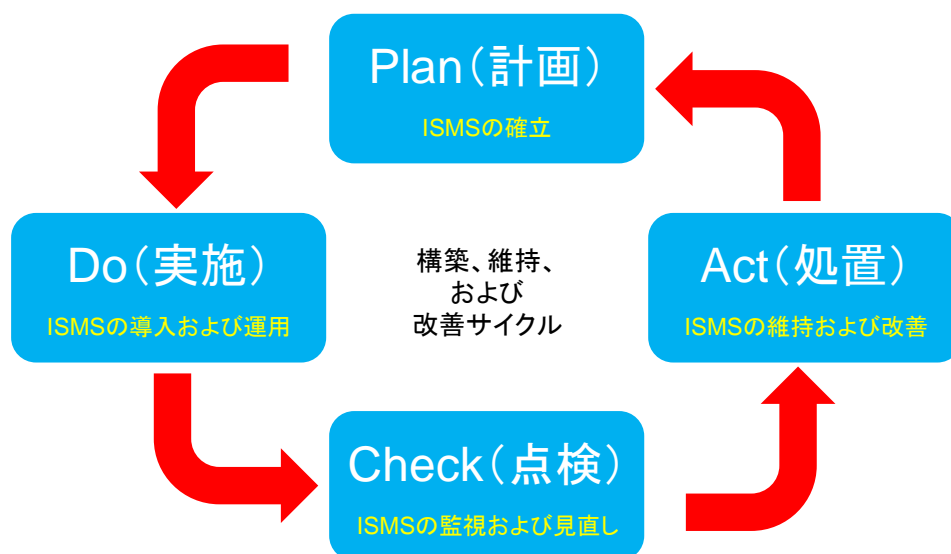 Plan(計画)
ISMSの確立
Do(実施)
ISMSの導入および運用
構築、維持、
および
改善サイクル
Act(処置)
ISMSの維持および改善
Check(点検)
ISMSの監視および見直し